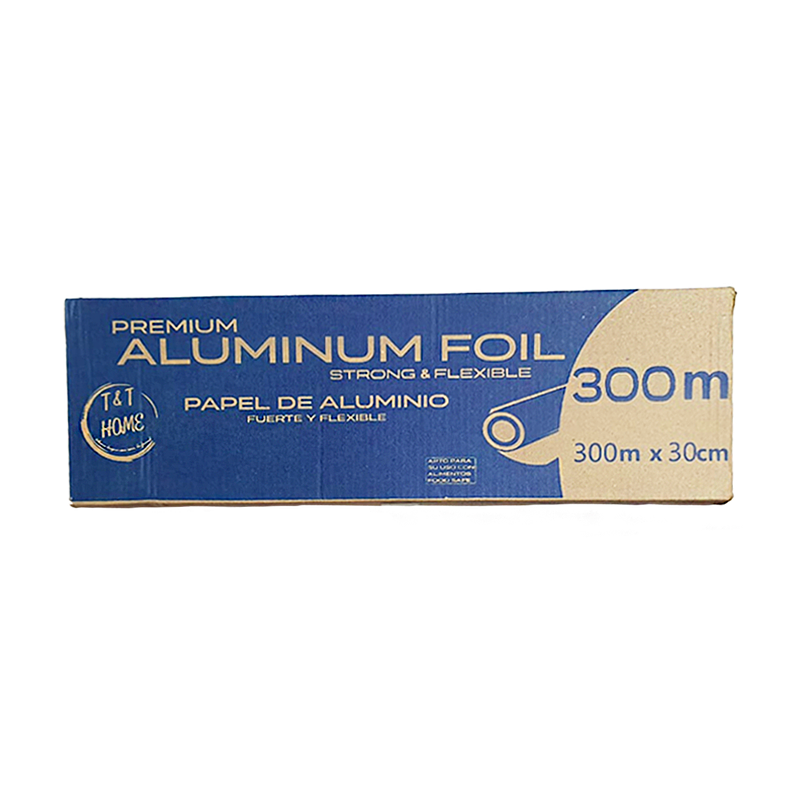 PREMIUM
ALUMINUM FOIL
STRONG & FLEXIBLE
T & T
HOME
PAPEL DE ALUMINIO
FUERTE Y FLEXIBLE
300m
300m x 30cm
APTO PARA
SU USO CON
ALIMENTOS
FOOD SAFE